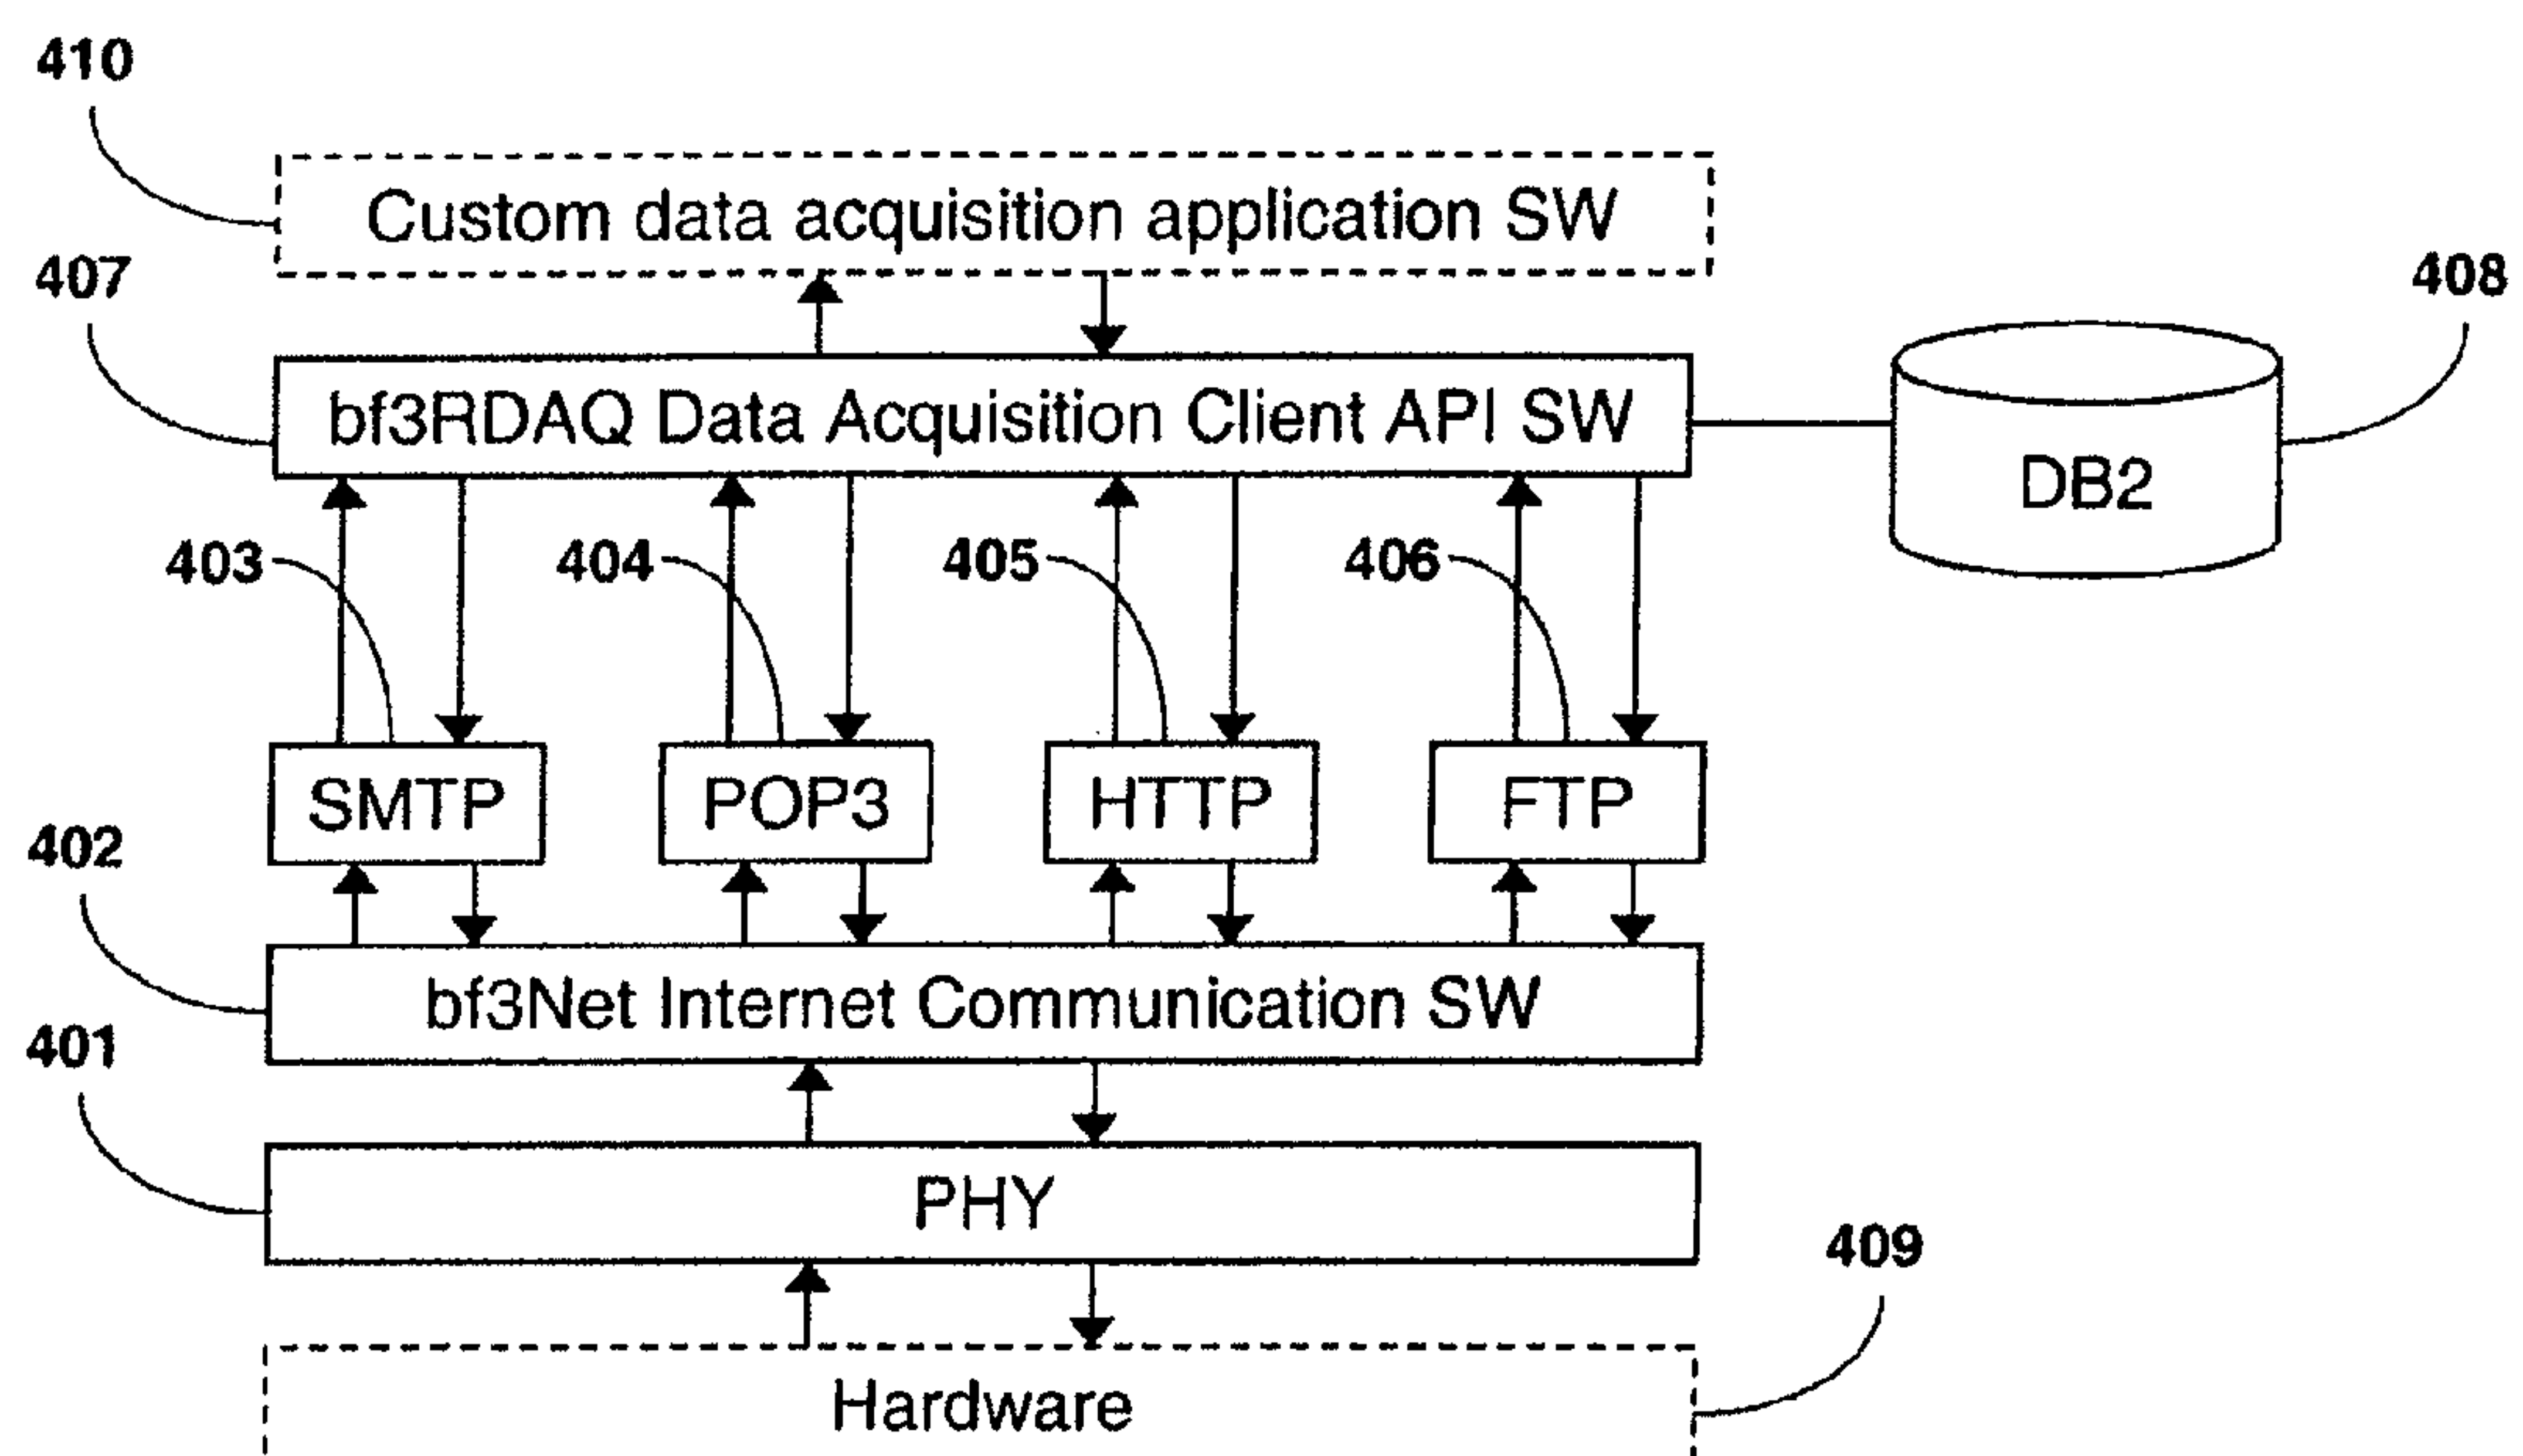 410
Custom data acquisition application SW
407
408
bf3RDAQ Data Acquisition Client API SW
DB2
403 404 405 406
SMTP POP3 HTTP FTP
402
bf3Net Internet Communication SW
401
PHY
409
Hardware